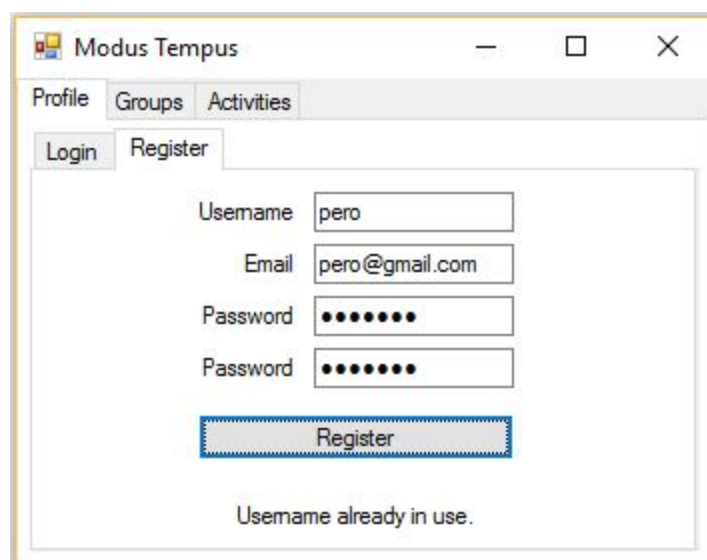 Modus Tempus
Profile Groups Activities
Login Register
Username pero
Email pero@gmail.com
Password •••••••
Password •••••••
Register
Username already in use.